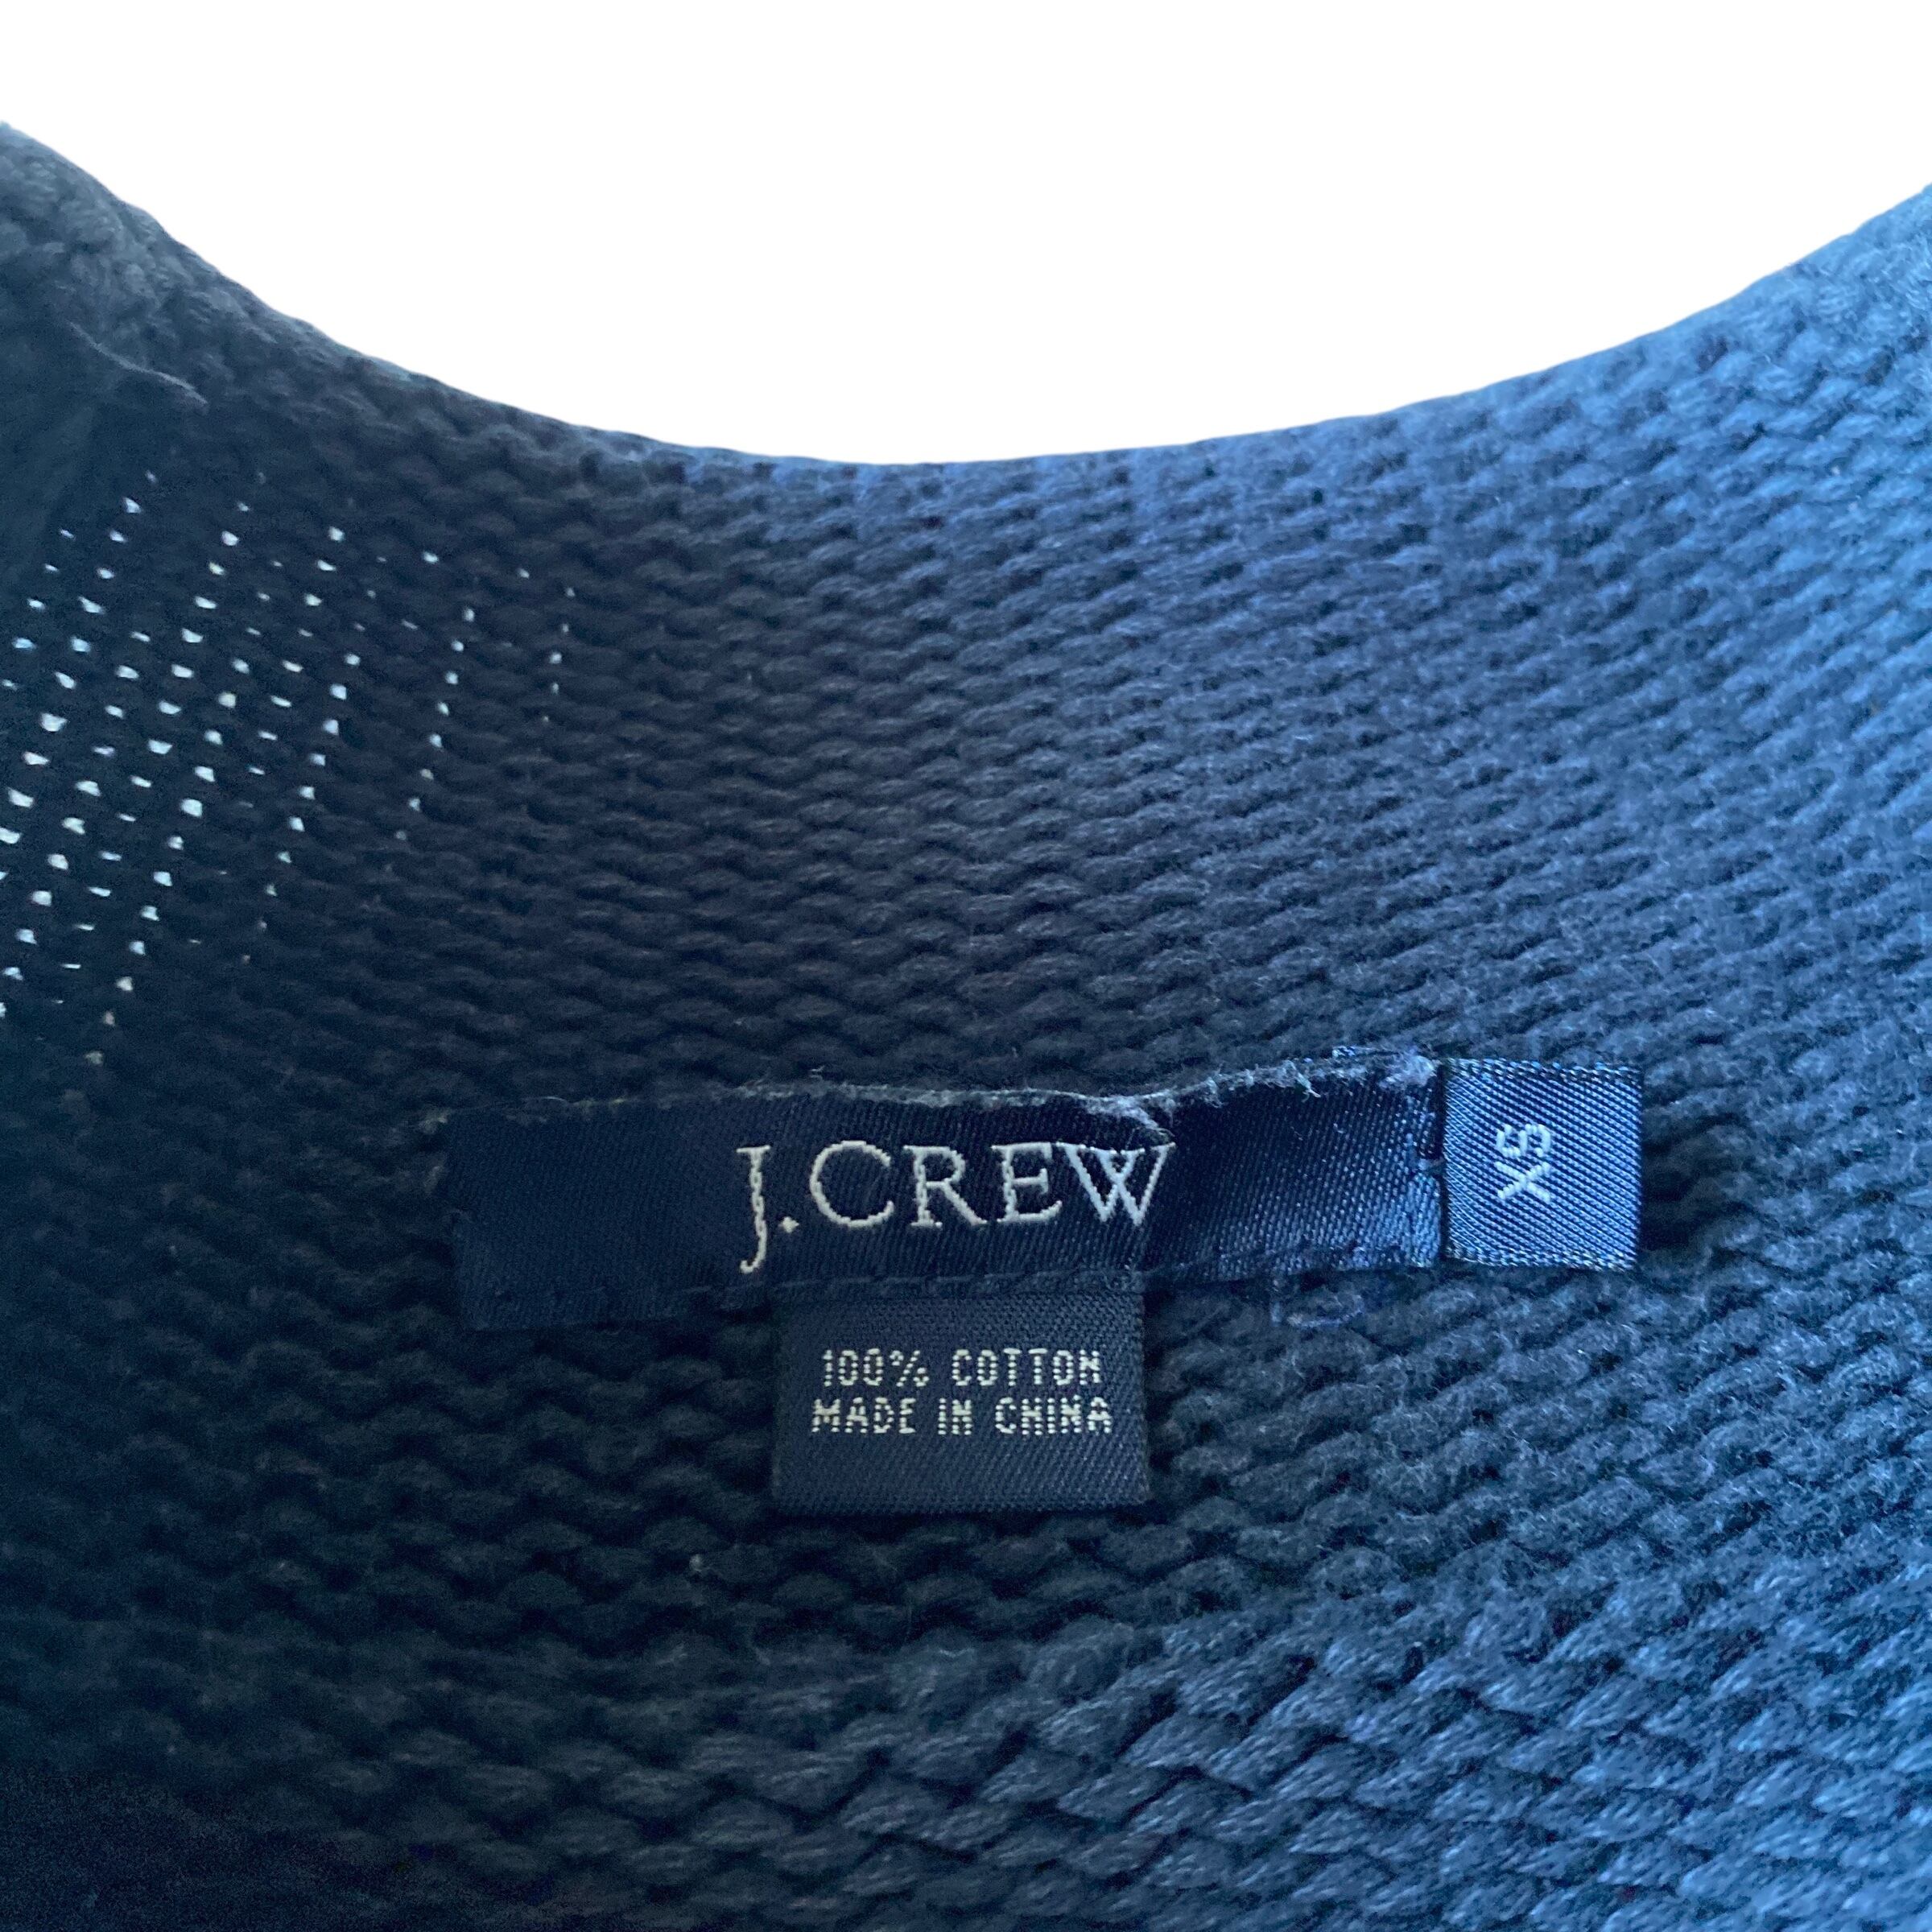 J.CREW
XS
100% COTTON
MADE IN CHINA